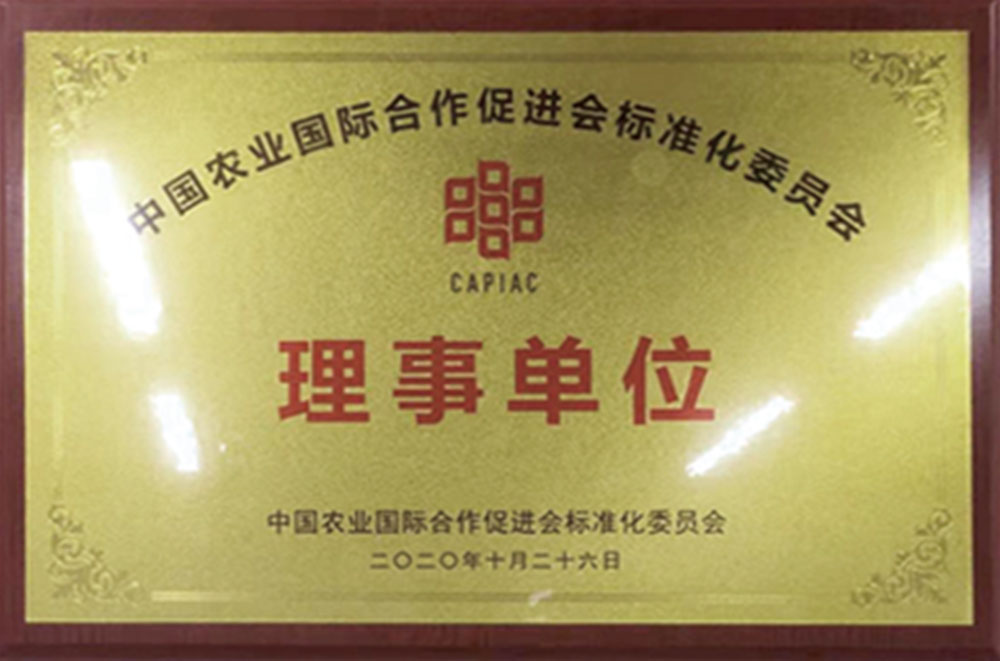 中国农业国际合作促进会标准化委员会
CAPIAC
理事单位
中国农业国际合作促进会标准化委员会
二〇二〇年十月二十六日